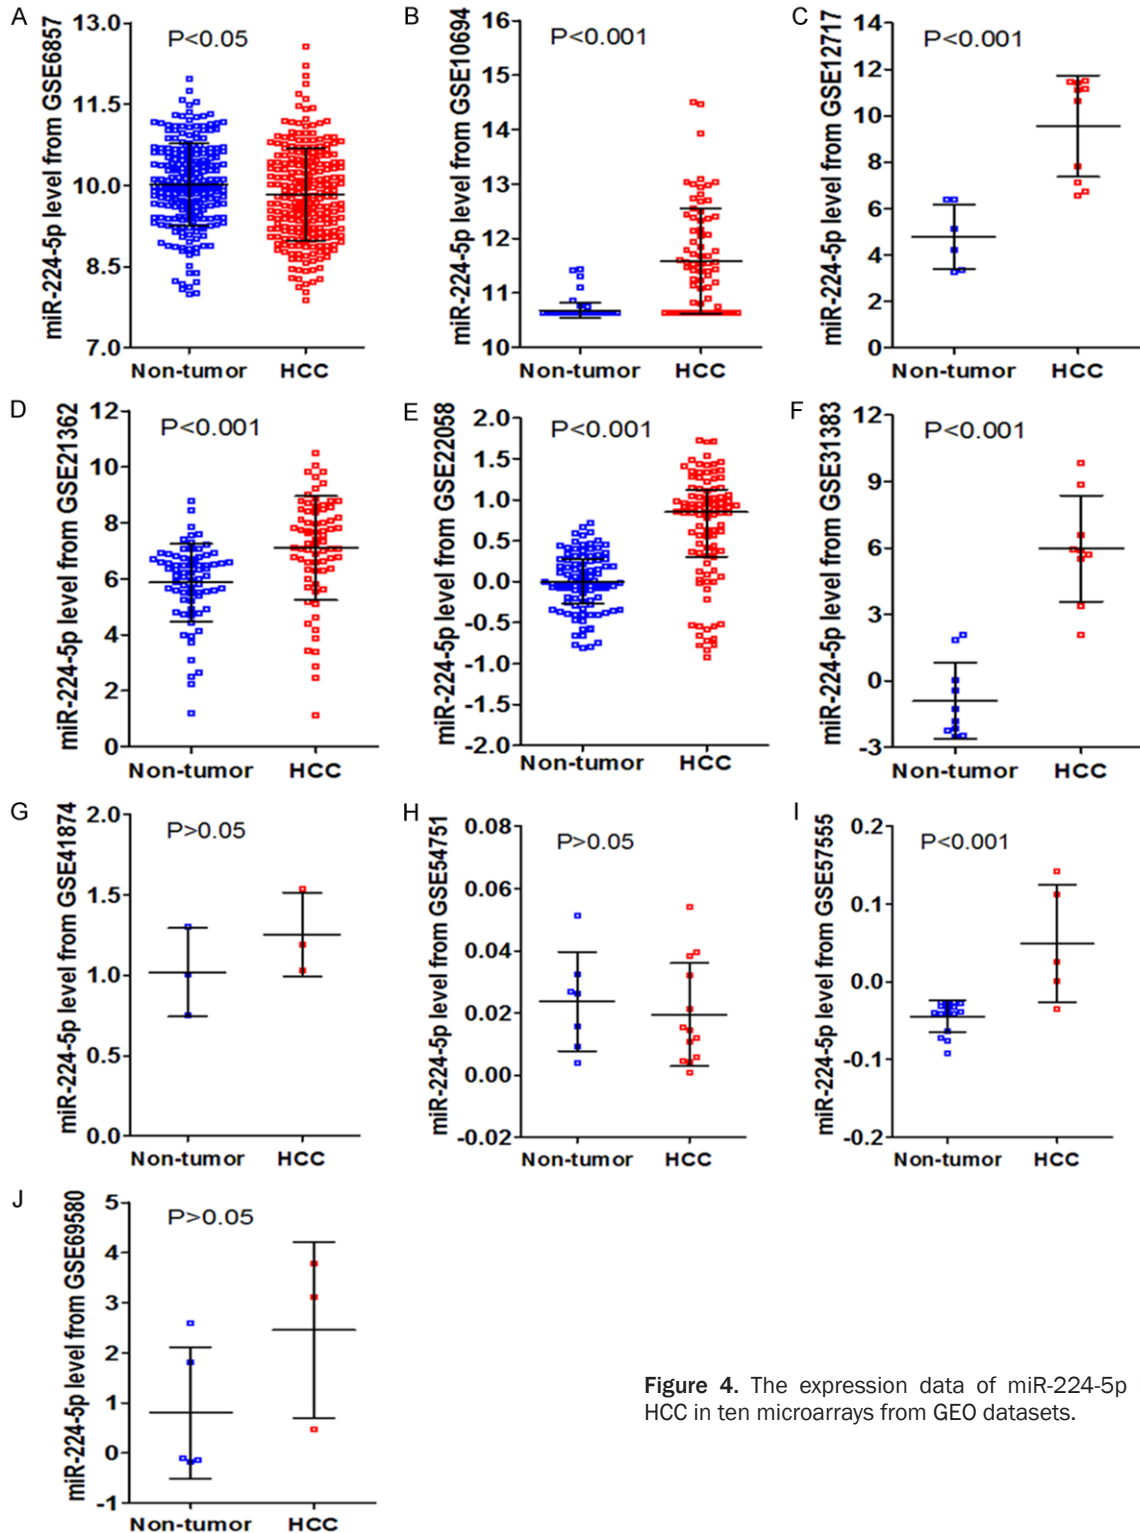 A
miR-224-5p level from GSE6857
13.0
11.5
10.0
8.5
7.0
P<0.05
Non-tumor HCC
B
miR-224-5p level from GSE10694
16
15
14
13
12
11
10
P<0.001
Non-tumor HCC
C
miR-224-5p level from GSE12717
14
12
10
8
6
4
2
0
P<0.001
Non-tumor HCC
D
miR-224-5p level from GSE21362
12
10
8
6
4
2
0
P<0.001
Non-tumor HCC
E
miR-224-5p level from GSE22058
2.0
1.5
1.0
0.5
0.0
-0.5
-1.0
-1.5
-2.0
P<0.001
Non-tumor HCC
F
miR-224-5p level from GSE31383
12
9
6
3
0
-3
P<0.001
Non-tumor HCC
G
miR-224-5p level from GSE41874
2.0
1.5
1.0
0.5
0.0
P>0.05
Non-tumor HCC
H
miR-224-5p level from GSE54751
0.08
0.06
0.04
0.02
0.00
-0.02
P>0.05
Non-tumor HCC
I
miR-224-5p level from GSE57555
0.2
0.1
0.0
-0.1
-0.2
P<0.001
Non-tumor HCC
J
miR-224-5p level from GSE69580
5
4
3
2
1
0
-1
P>0.05
Non-tumor HCC
Figure 4. The expression data of miR-224-5p
HCC in ten microarrays from GEO datasets.